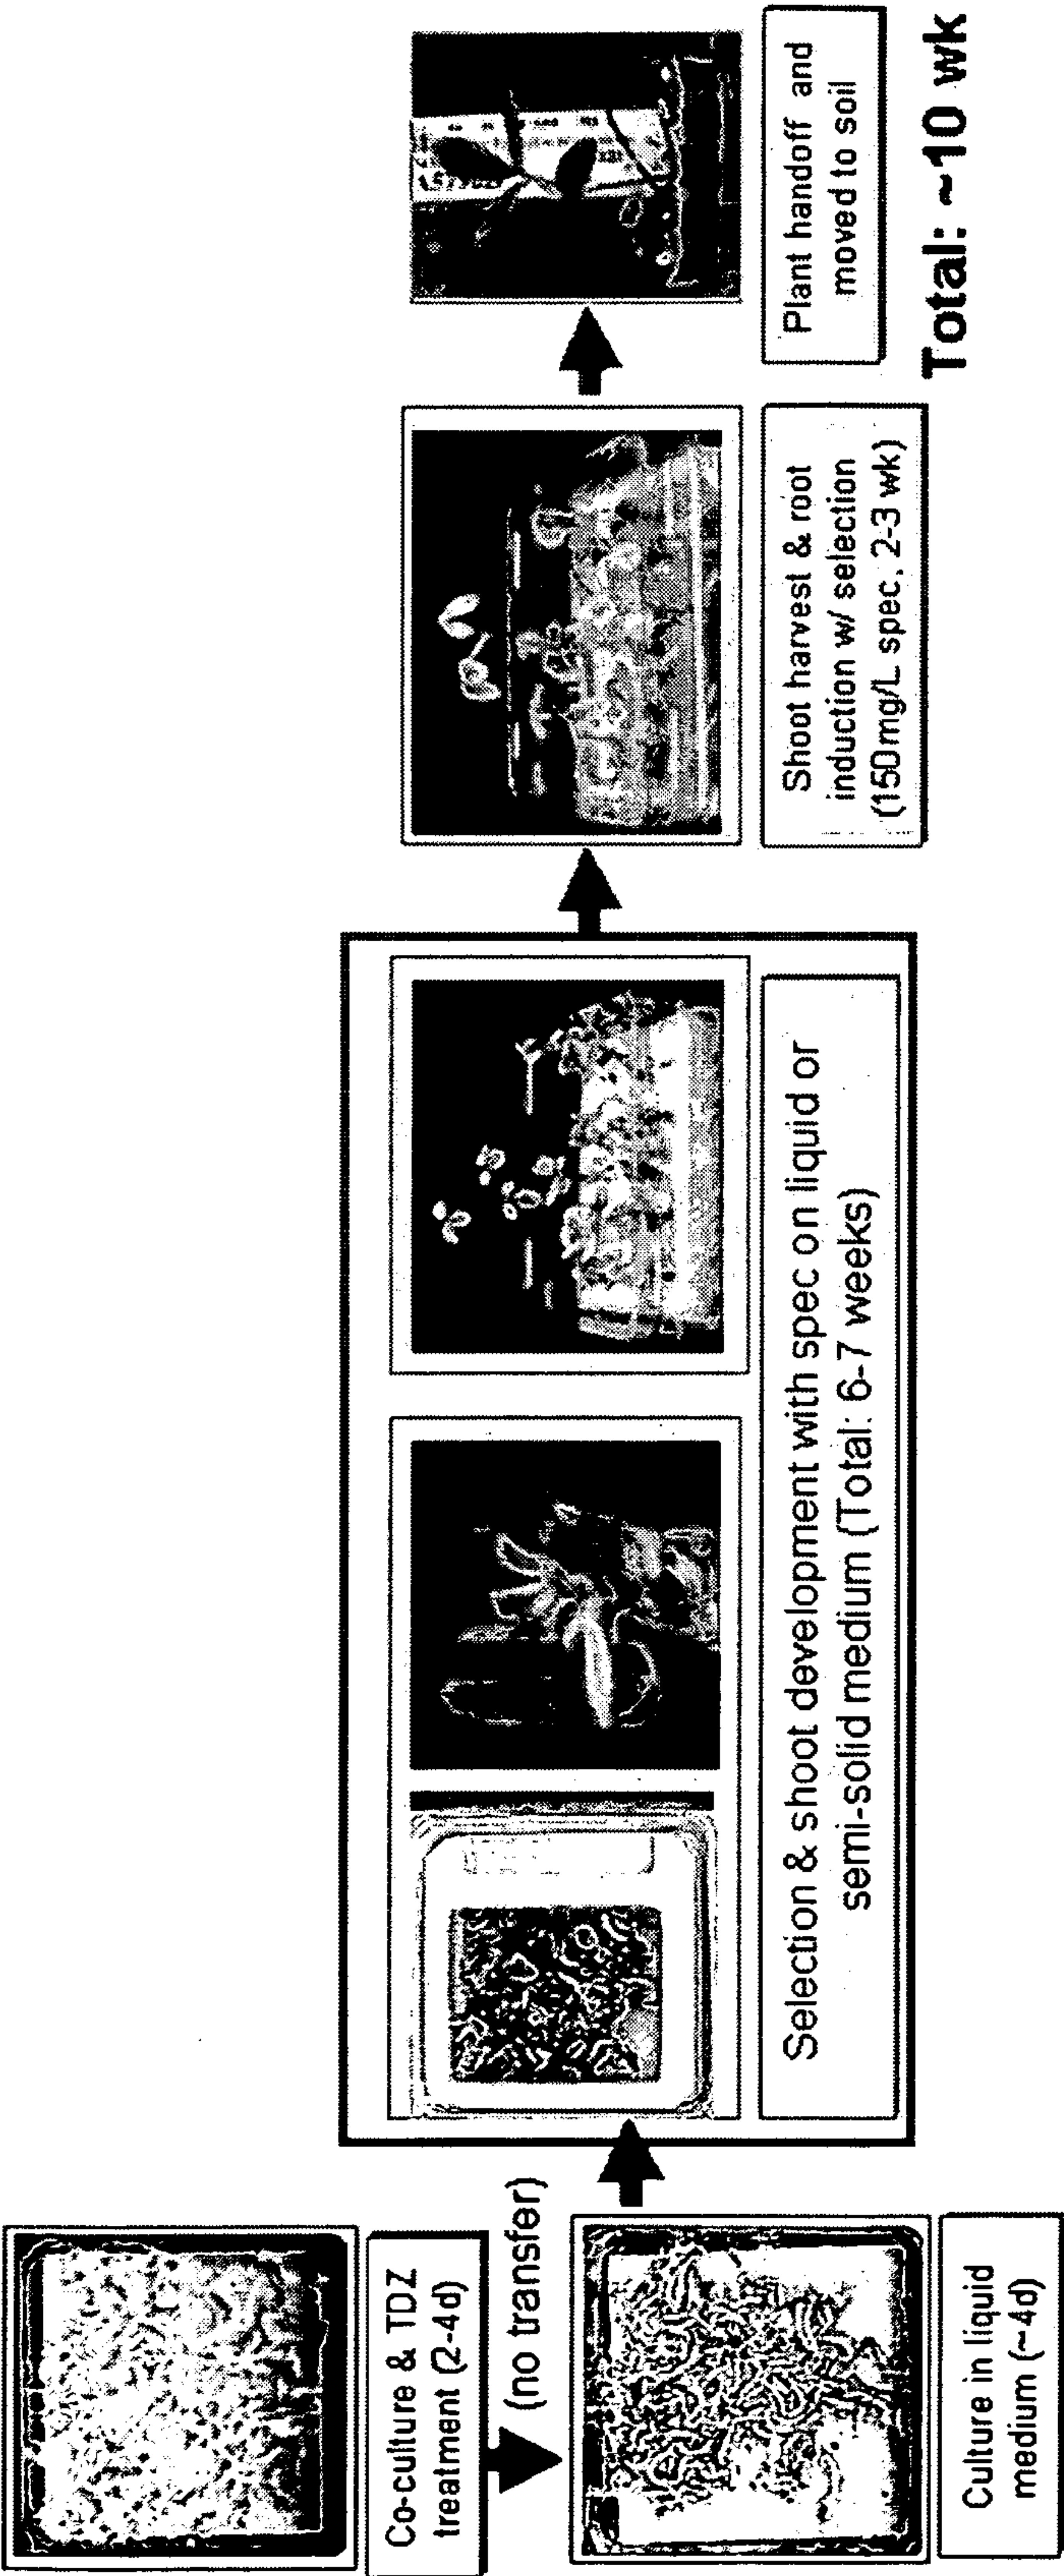 Co-culture & TDZ
treatment (2-4d)
(no transfer)
Culture in liquid
medium (~4d)
Selection & shoot development with spec on liquid or
semi-solid medium (Total: 6-7 weeks)
Shoot harvest & root
induction w/ selection
(150mg/L spec, 2-3 wk)
Plant handoff and
moved to soil
Total: ~10 wk